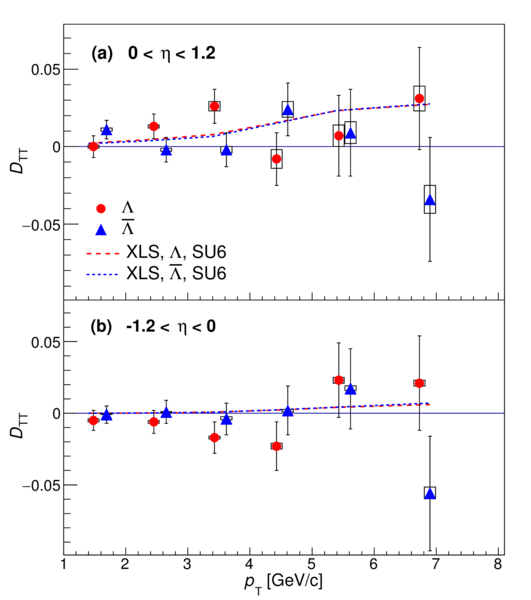 (a) 0 < η < 1.2
0.05
0
−0.05
D_TT
Λ
Λ̅
XLS, Λ, SU6
XLS, Λ̅, SU6
(b) -1.2 < η < 0
0.05
0
−0.05
D_TT
1 2 3 4 5 6 7 8
p_T [GeV/c]